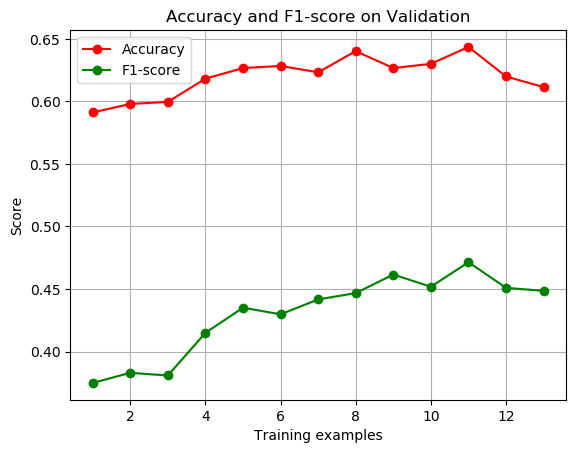 Accuracy and F1-score on Validation
Accuracy
F1-score
0.65
0.60
0.55
0.50
0.45
0.40
Score
2 4 6 8 10 12
Training examples